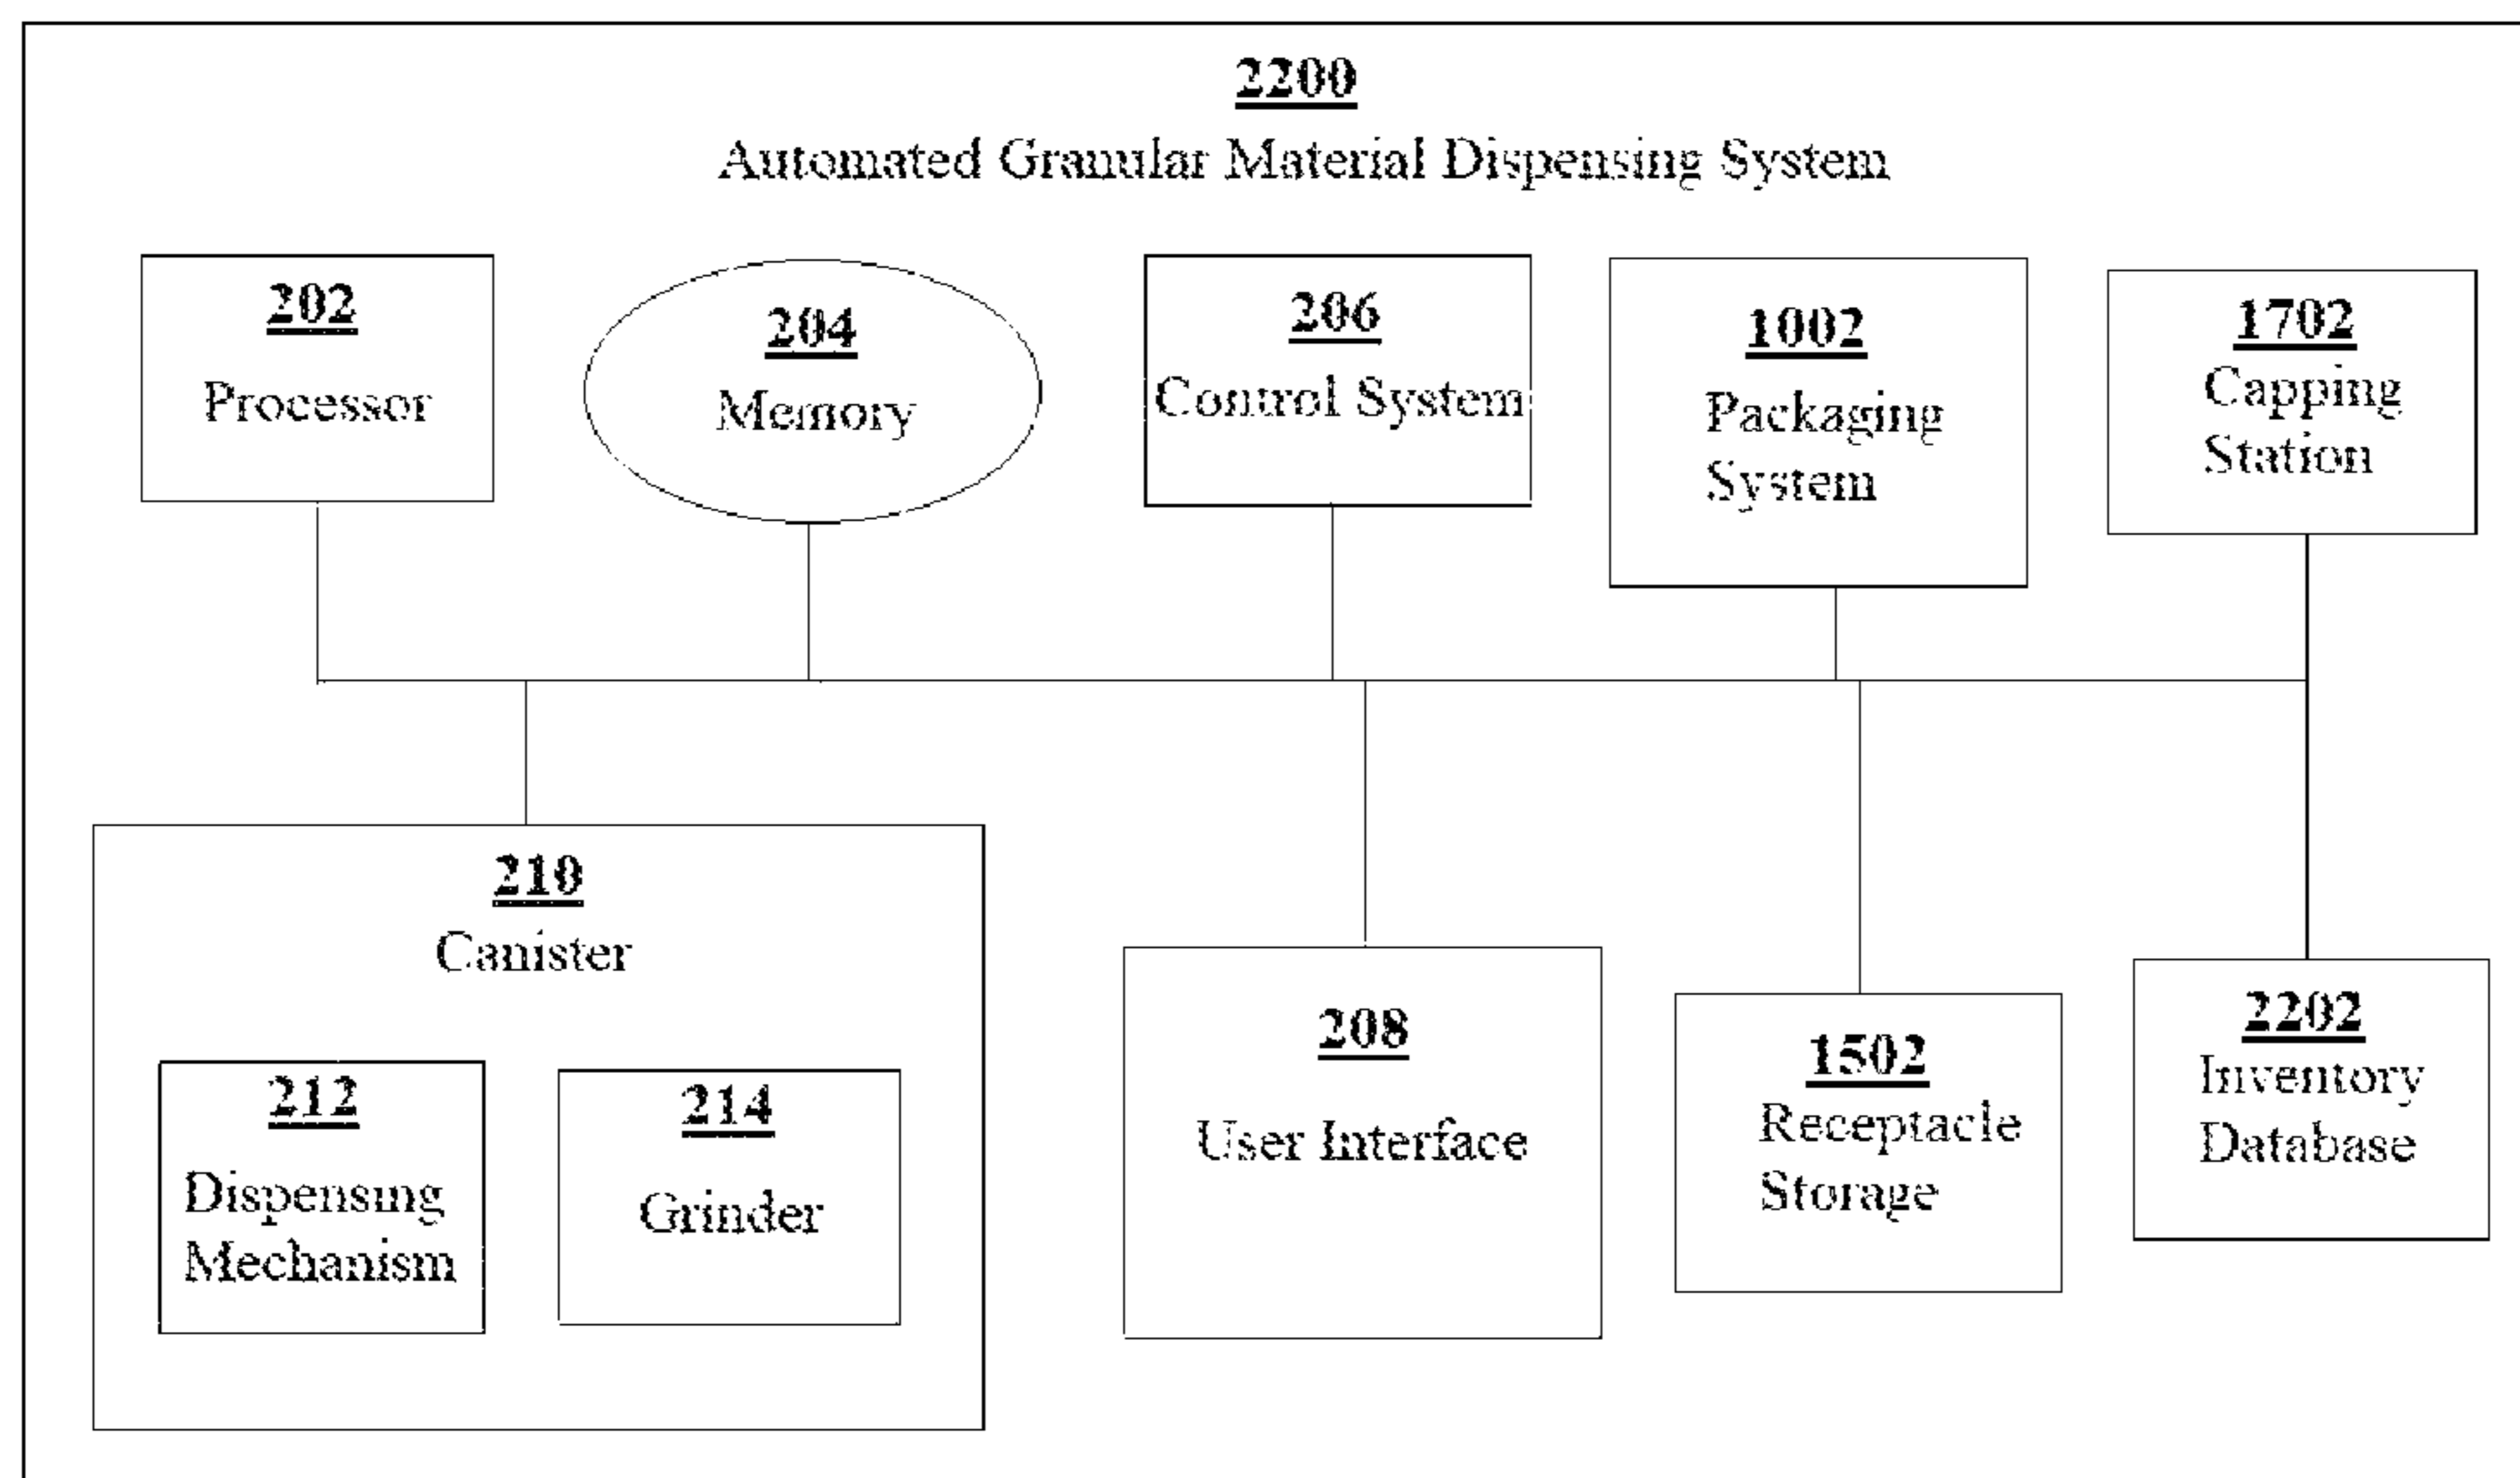 2200
Automated Granular Material Dispensing System
202
Processor
204
Memory
206
Control System
1002
Packaging
System
1702
Capping
Station
210
Canister
212
Dispensing
Mechanism
214
Grinder
208
User Interface
1502
Receptacle
Storage
2202
Inventory
Database